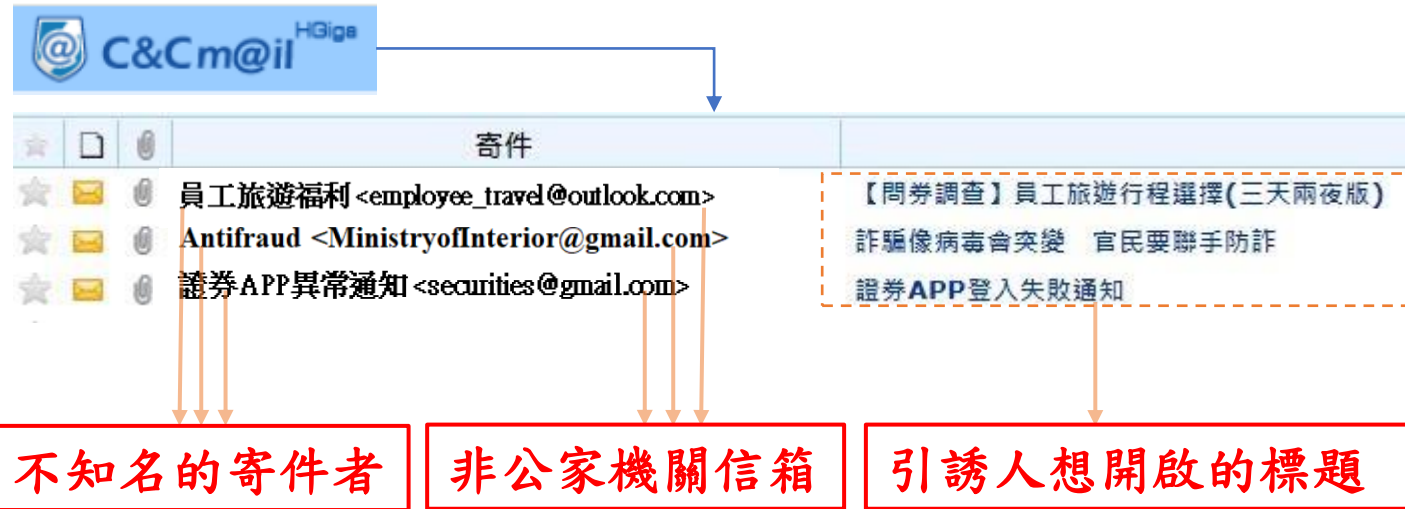 C&Cm@il HGiga
寄件
員工旅遊福利<employee_travel@outlook.com> 【問券調查】員工旅遊行程選擇(三天兩夜版)
Antifraud <MinistryofInterior@gmail.com> 詐騙像病毒會突變 官民要聯手防詐
證券APP異常通知<securities@gmail.com> 證券APP登入失敗通知
不知名的寄件者 非公家機關信箱 引誘人想開啟的標題